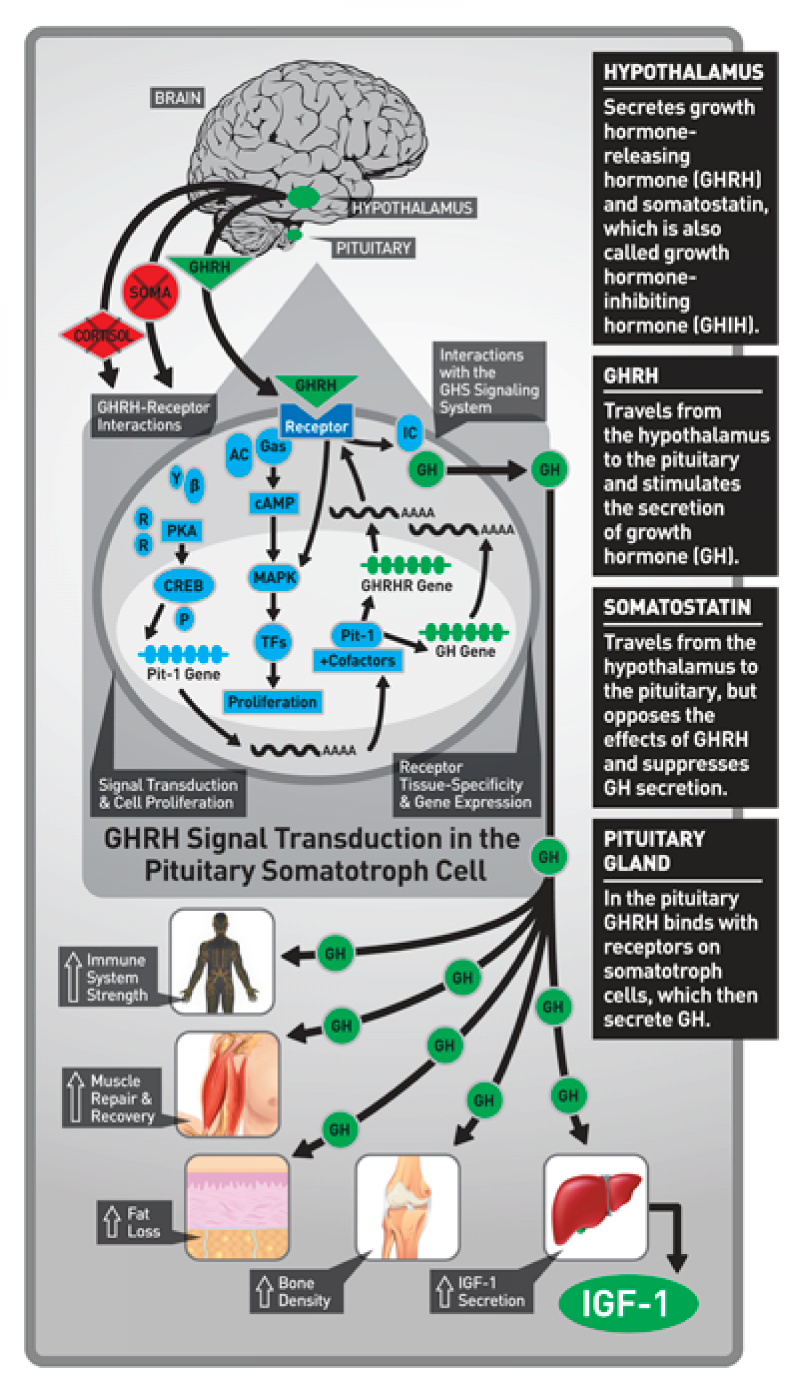 BRAIN
HYPOTHALAMUS
PITUITARY
GHRH
SOMA
CORTISOL
GHRH-Receptor
Interactions
Interactions
with the
GHS Signaling
System
GHRH
Receptor
IC
AC
Gas
GH
GH
γ
β
cAMP
AAAA
AAAA
R
R
PKA
GHRHR Gene
CREB
MAPK
P
TFs
Pit-1
+Cofactors
GH Gene
Pit-1 Gene
Proliferation
AAAA
Signal Transduction
& Cell Proliferation
Receptor
Tissue-Specificity
& Gene Expression
GHRH Signal Transduction in the
Pituitary Somatotroph Cell
GH
GH
GH
GH
GH
GH
GH
GH
GH
Immune
System
Strength
Muscle
Repair &
Recovery
Fat
Loss
Bone
Density
IGF-1
Secretion
IGF-1
HYPOTHALAMUS
Secretes growth
hormone-
releasing
hormone (GHRH)
and somatostatin,
which is also
called growth
hormone-
inhibiting
hormone (GHIH).
GHRH
Travels from
the hypothalamus
to the pituitary
and stimulates
the secretion
of growth
hormone (GH).
SOMATOSTATIN
Travels from the
hypothalamus to
the pituitary, but
opposes the
effects of GHRH
and suppresses
GH secretion.
PITUITARY
GLAND
In the pituitary
GHRH binds with
receptors on
somatotroph
cells, which then
secrete GH.